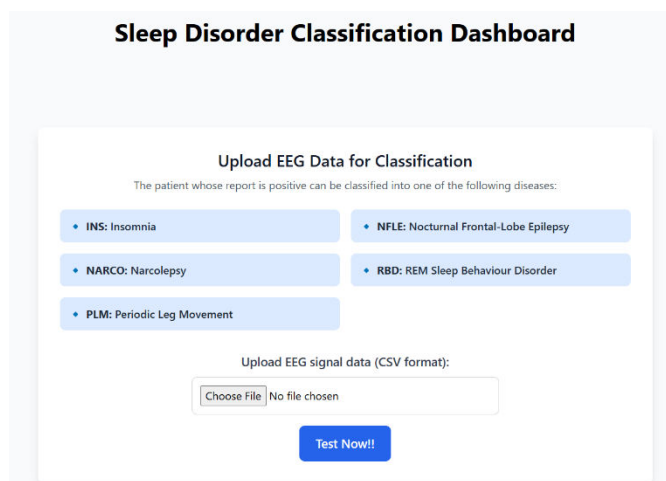 Sleep Disorder Classification Dashboard
Upload EEG Data for Classification
The patient whose report is positive can be classified into one of the following diseases:
INS: Insomnia
NFLE: Nocturnal Frontal-Lobe Epilepsy
NARCO: Narcolepsy
RBD: REM Sleep Behaviour Disorder
PLM: Periodic Leg Movement
Upload EEG signal data (CSV format):
Choose File No file chosen
Test Now!!